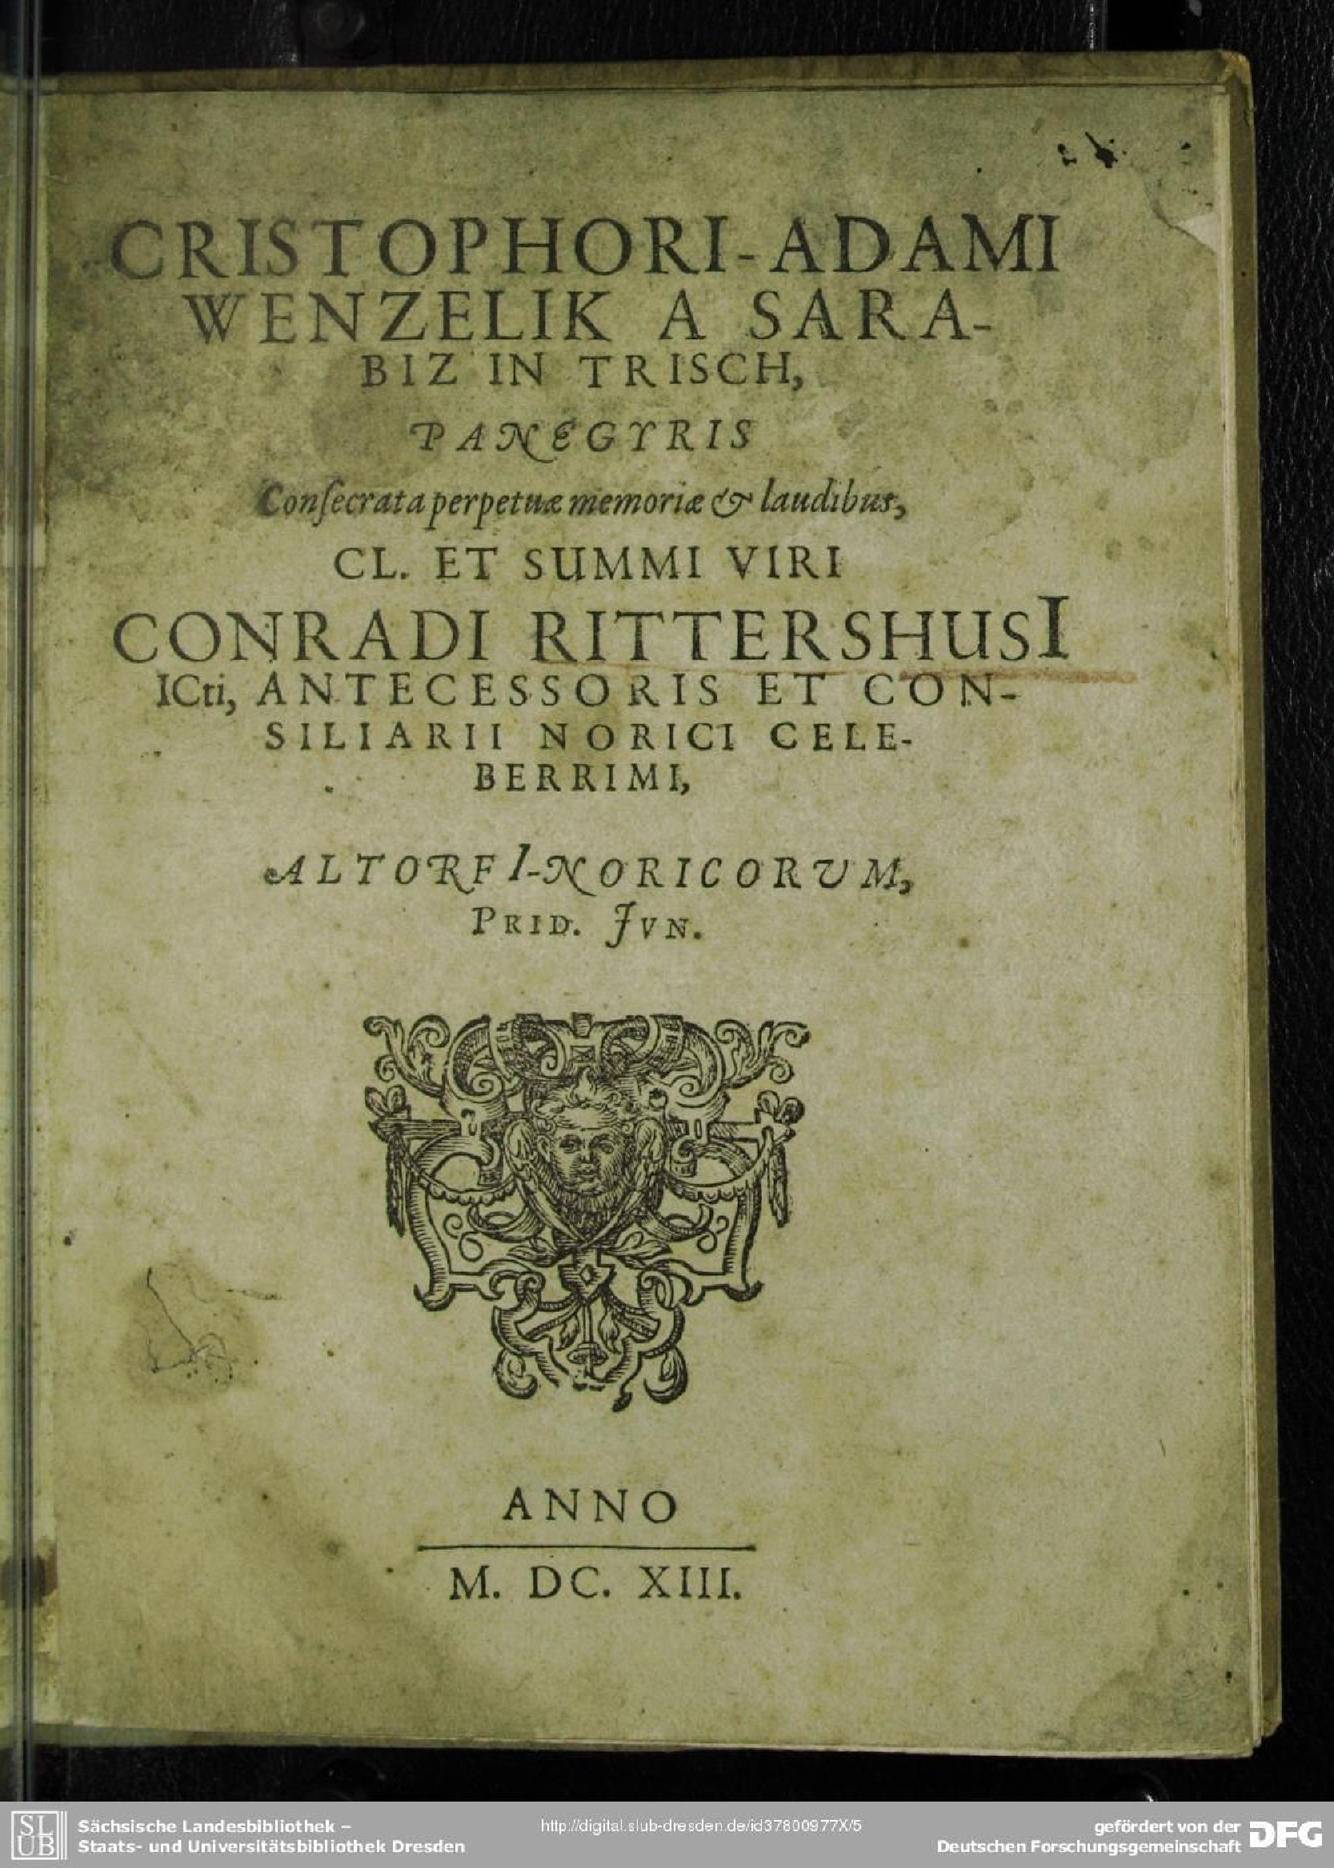 CRISTOPHORI-ADAMI
WENZELIK A SARA-
BIZ IN TRISCH,
PANEGYRIS
Conſecrata perpetuæ memoriæ & laudibus,
CL. ET SUMMI VIRI
CONRADI RITTERSHUSI
ICti, ANTECESSORIS ET CON-
SILIARII NORICI CELE-
BERRIMI,
ALTORFI-NORICORVM,
PRID. JVN.
ANNO
M. DC. XIII.
SLUB
Sächsische Landesbibliothek –
Staats- und Universitätsbibliothek Dresden
http://digital.slub-dresden.de/id37800977X/5
gefördert von der
Deutschen Forschungsgemeinschaft
DFG